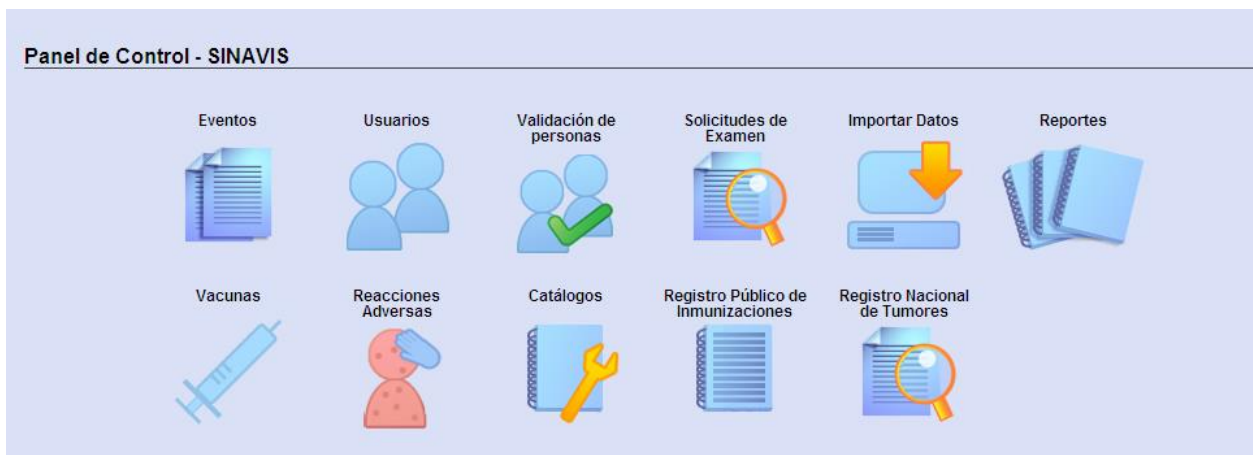 Panel de Control - SINAVIS
Eventos
Usuarios
Validación de
personas
Solicitudes de
Examen
Importar Datos
Reportes
Vacunas
Reacciones
Adversas
Catálogos
Registro Público de
Inmunizaciones
Registro Nacional
de Tumores